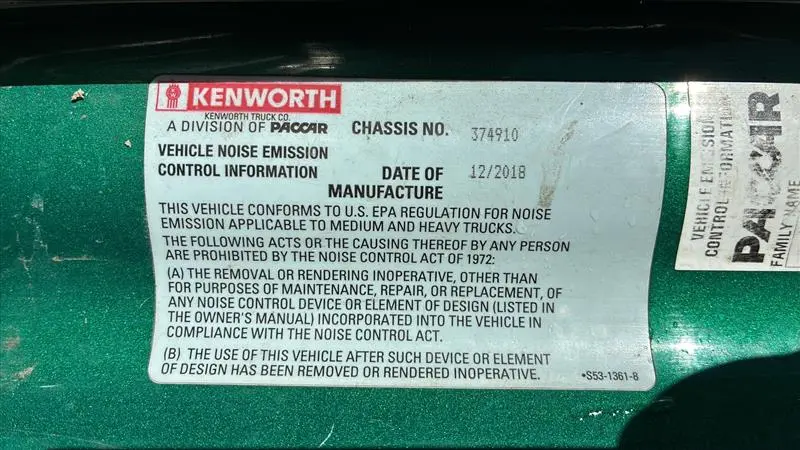 KENWORTH
KENWORTH TRUCK CO.
A DIVISION OF PACCAR
CHASSIS NO. 374910
VEHICLE NOISE EMISSION
CONTROL INFORMATION
DATE OF MANUFACTURE 12/2018
THIS VEHICLE CONFORMS TO U.S. EPA REGULATION FOR NOISE
EMISSION APPLICABLE TO MEDIUM AND HEAVY TRUCKS.
THE FOLLOWING ACTS OR THE CAUSING THEREOF BY ANY PERSON
ARE PROHIBITED BY THE NOISE CONTROL ACT OF 1972:
(A) THE REMOVAL OR RENDERING INOPERATIVE, OTHER THAN
FOR PURPOSES OF MAINTENANCE, REPAIR, OR REPLACEMENT, OF
ANY NOISE CONTROL DEVICE OR ELEMENT OF DESIGN (LISTED IN
THE OWNER'S MANUAL) INCORPORATED INTO THE VEHICLE IN
COMPLIANCE WITH THE NOISE CONTROL ACT.
(B) THE USE OF THIS VEHICLE AFTER SUCH DEVICE OR ELEMENT
OF DESIGN HAS BEEN REMOVED OR RENDERED INOPERATIVE.
•S53-1361-8
VEHICLE EMISSION
CONTROL INFORMATION
PACCAR
FAMILY NAME